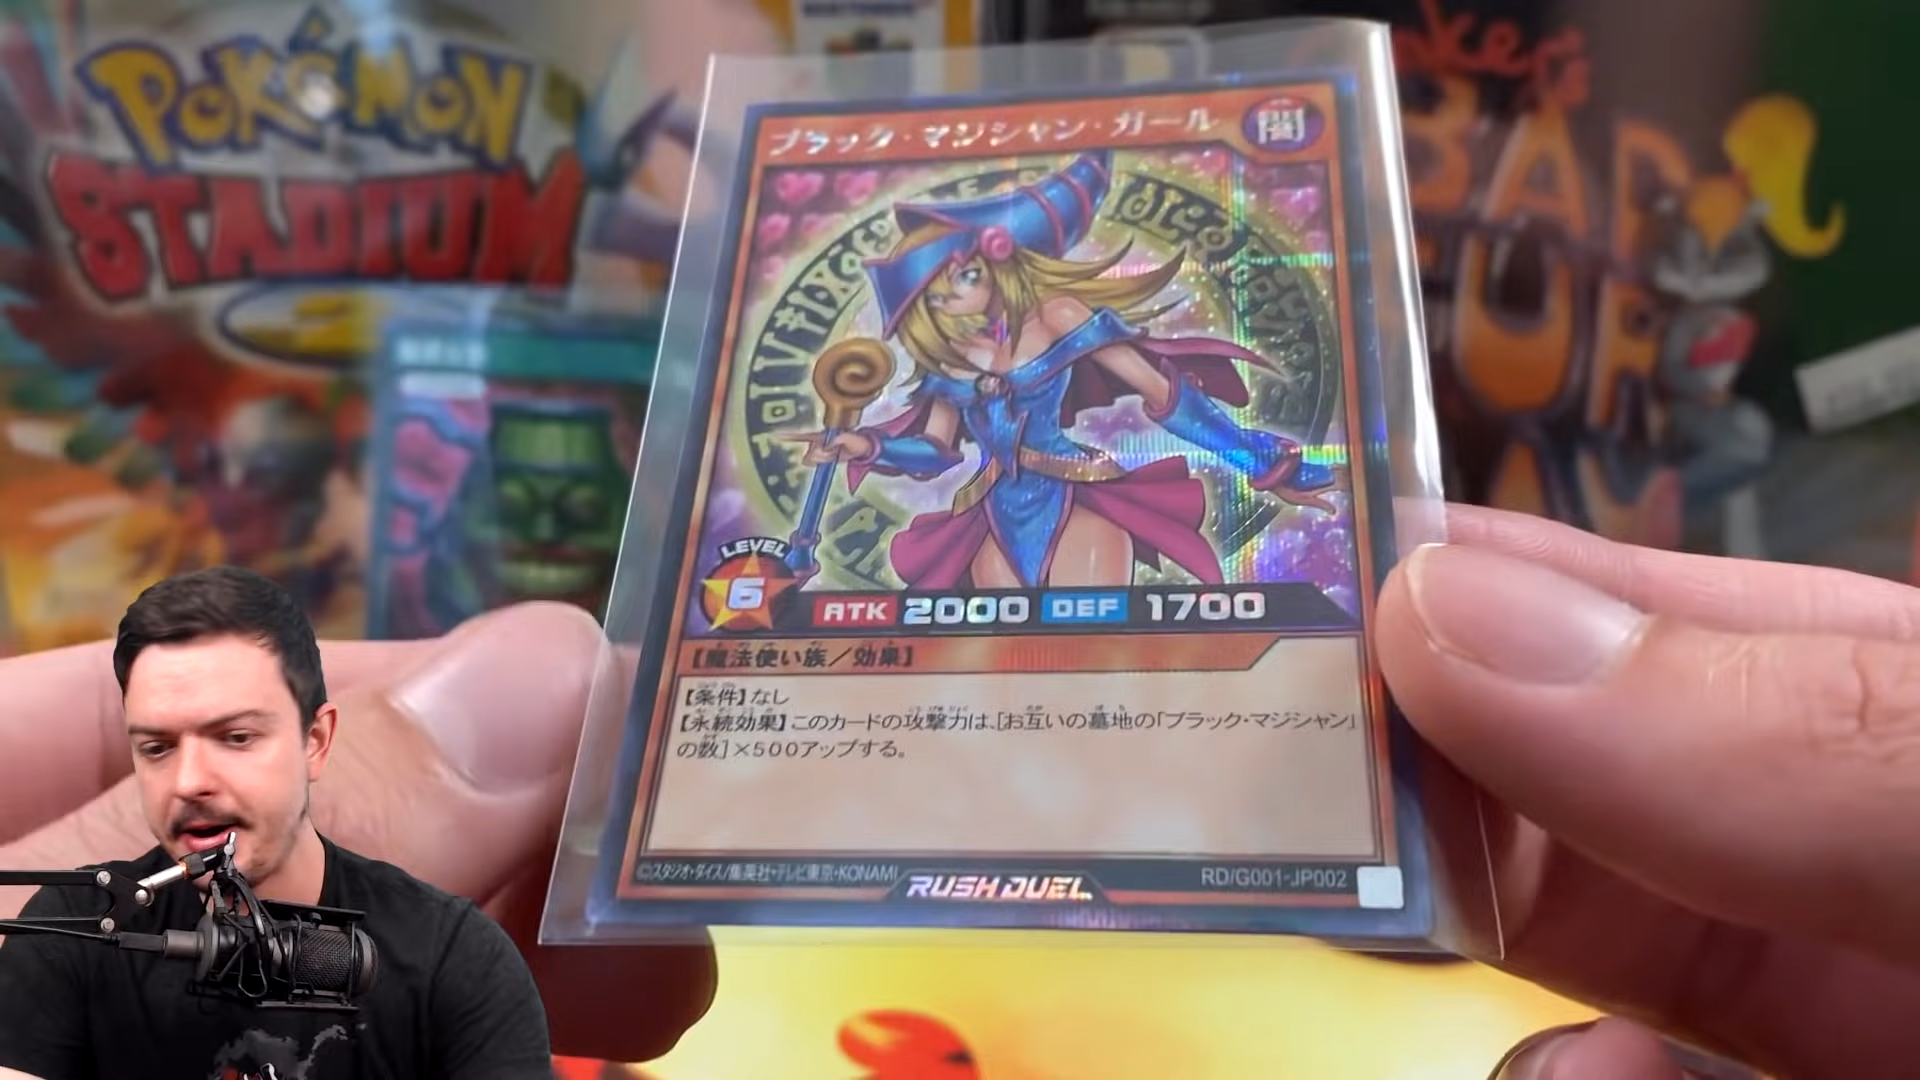 POKéMON
STADIUM
ブラック・マジシャン・ガール
闇
LEVEL
6
ATK 2000 DEF 1700
【魔法使い族／効果】
【条件】なし
【永続効果】このカードの攻撃力は、[お互いの墓地の「ブラック・マジシャン」
の数]×500アップする。
©スタジオ・ダイス/集英社・テレビ東京・KONAMI
RUSH DUEL
RD/G001-JP002